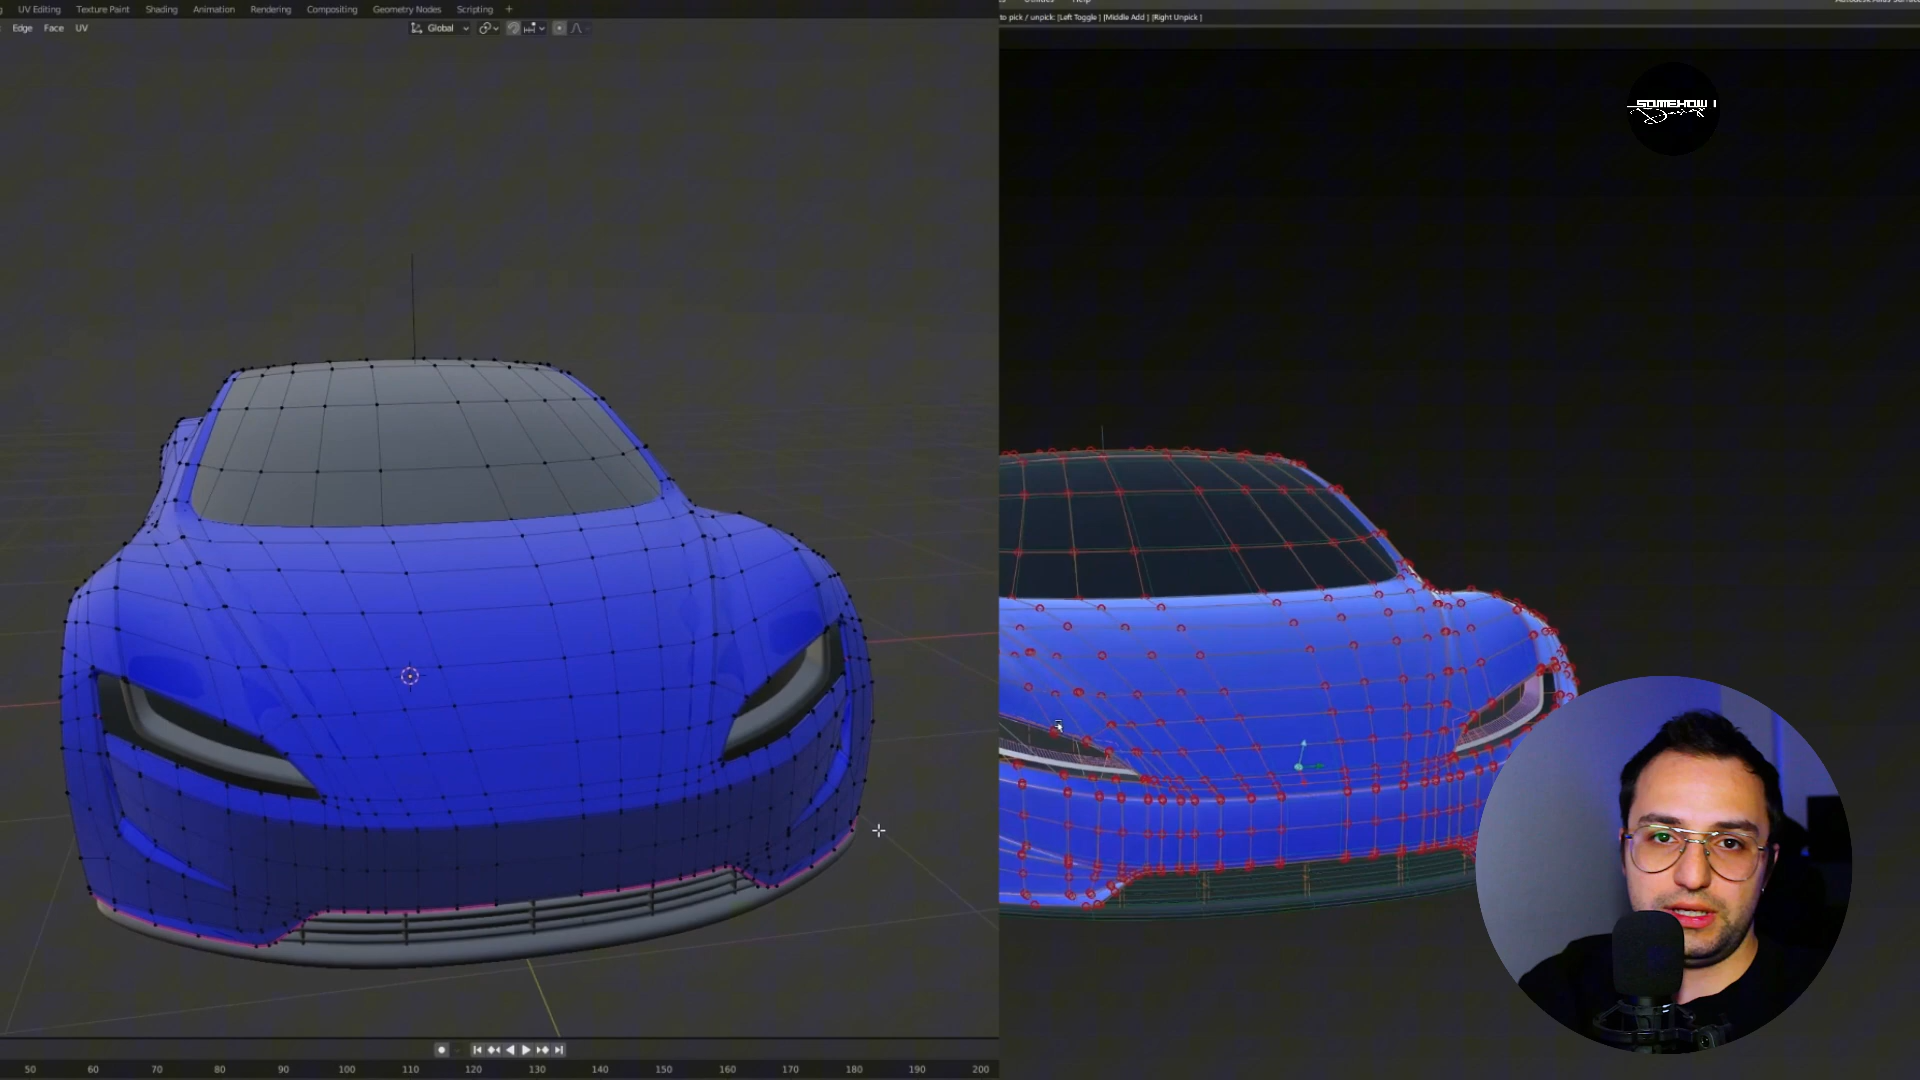 UV Editing Texture Paint Shading Animation Rendering Compositing Geometry Nodes Scripting +
Edge Face UV
Global
to pick / unpick: [Left Toggle ] [Middle Add ] [Right Unpick ]
SOMEHOW I
Design
50 60 70 80 90 100 110 120 130 140 150 160 170 180 190 200